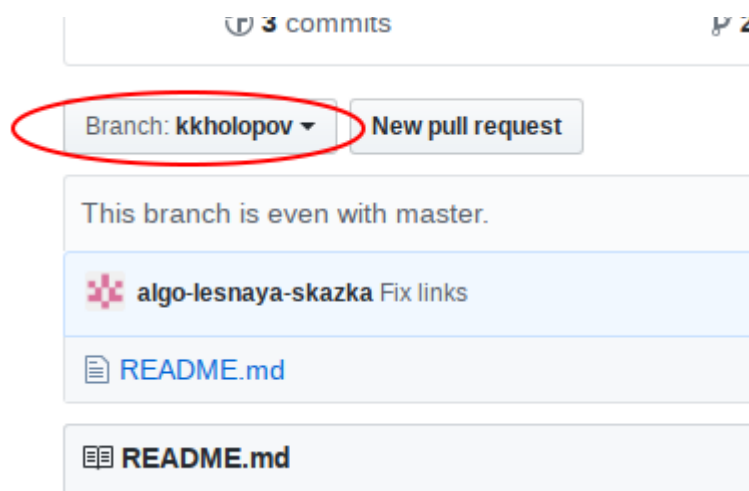 3 commits 2
Branch: kkholopov New pull request
This branch is even with master.
algo-lesnaya-skazka Fix links
README.md
README.md